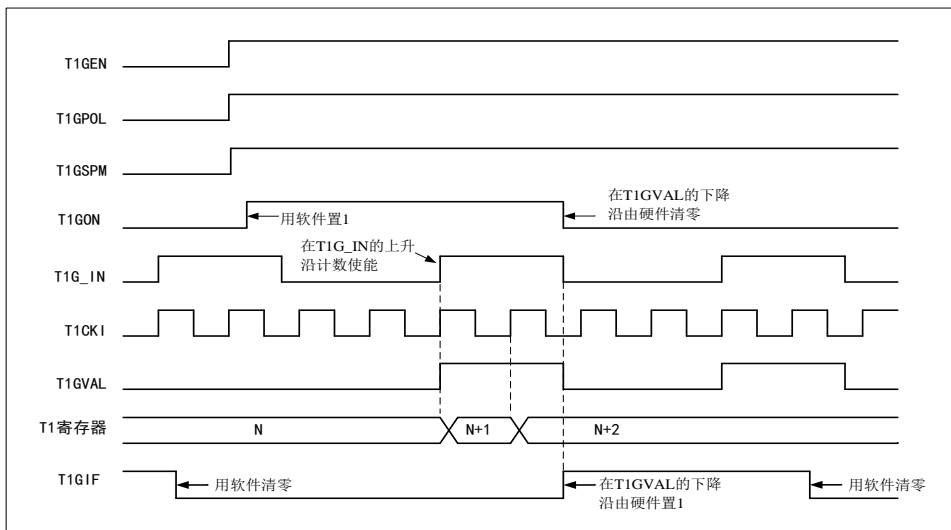 T1GEN
T1GPOL
T1GSPM
T1GON
用软件置1
在T1GVAL的下降
沿由硬件清零
T1G_IN
在T1G_IN的上升
沿计数使能
T1CKI
T1GVAL
T1寄存器
N
N+1
N+2
T1GIF
用软件清零
在T1GVAL的下降
沿由硬件置1
用软件清零